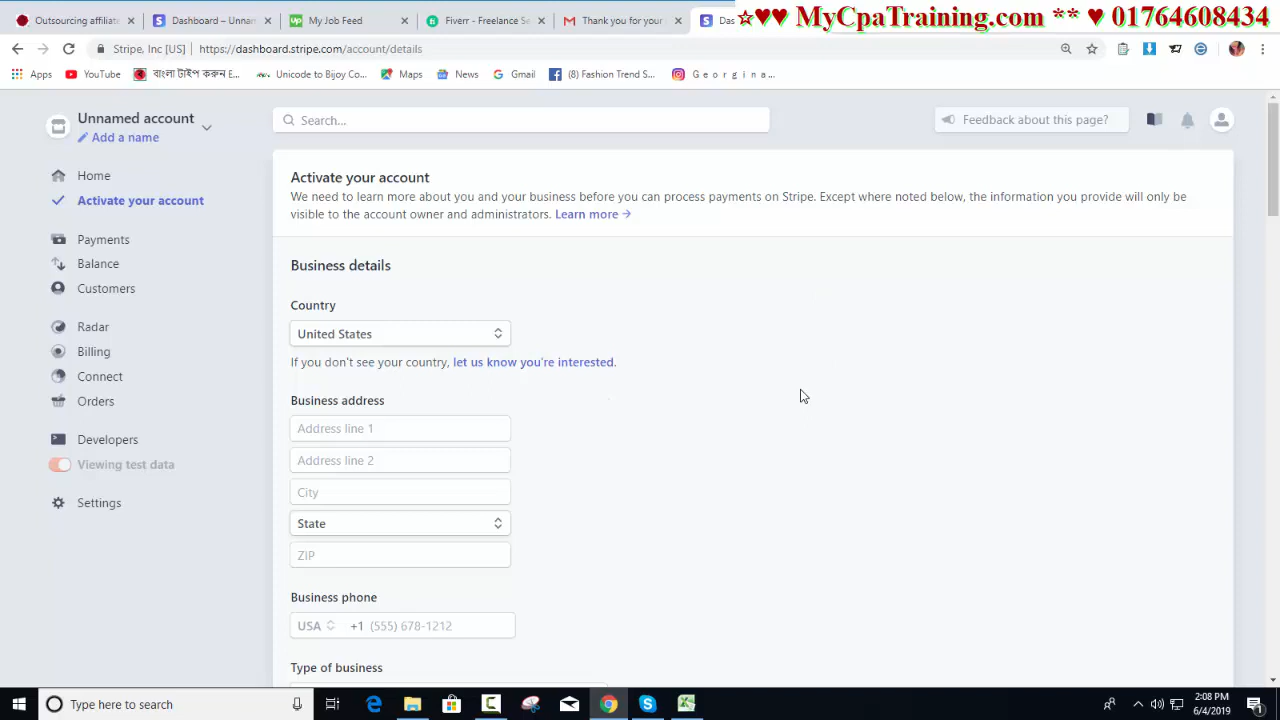 Outsourcing affiliate
Dashboard – Unnam
My Job Feed
Fiverr - Freelance Se
Thank you for your
Das
☆♥♥ MyCpaTraining.com ** ♥ 01764608434
Stripe, Inc [US] | https://dashboard.stripe.com/account/details
Apps
YouTube
বাংলা টাইপ করুন E...
Unicode to Bijoy Co...
Maps
News
Gmail
(8) Fashion Trend S...
G e o r g i n a...
Unnamed account
Add a name
Search...
Feedback about this page?
Home
Activate your account
Payments
Balance
Customers
Radar
Billing
Connect
Orders
Developers
Viewing test data
Settings
Activate your account
We need to learn more about you and your business before you can process payments on Stripe. Except where noted below, the information you provide will only be
visible to the account owner and administrators. Learn more →
Business details
Country
United States
If you don't see your country, let us know you're interested.
Business address
Address line 1
Address line 2
City
State
ZIP
Business phone
USA +1 (555) 678-1212
Type of business
Type here to search
2:08 PM
6/4/2019
1